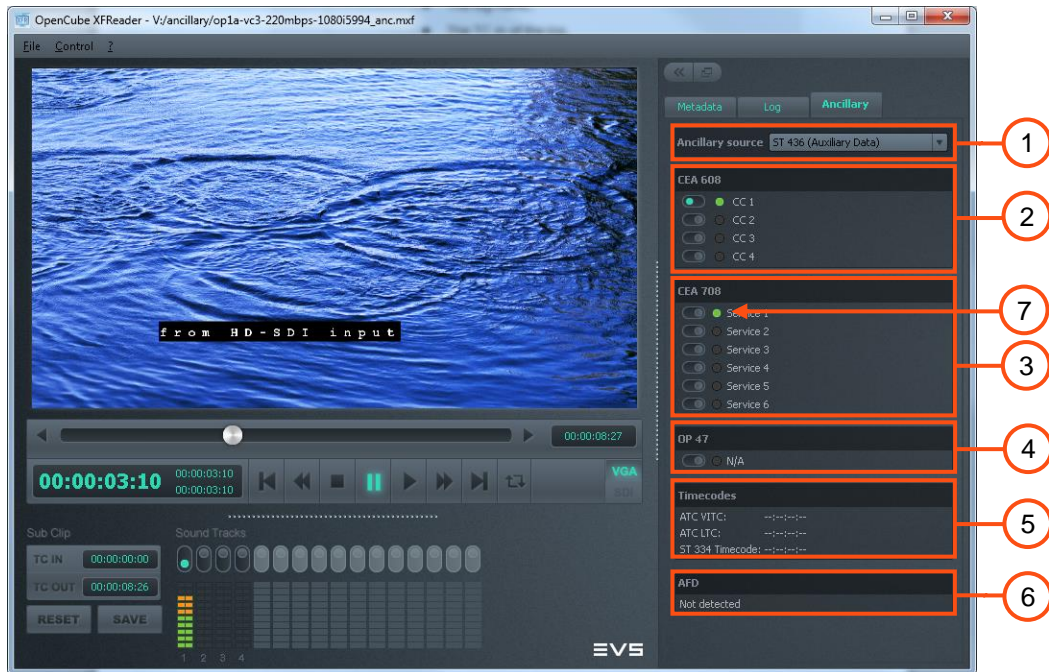 OpenCube XFReader - V:/ancillary/op1a-vc3-220mbps-1080i5994_anc.mxf
File Control ?
Metadata Log Ancillary
Ancillary source ST 436 (Auxiliary Data)
1
CEA 608
CC 1
CC 2
CC 3
CC 4
2
CEA 708
Service 1
Service 2
Service 3
Service 4
Service 5
Service 6
7
3
from HD-SDI input
OP 47
N/A
4
00:00:08:27
00:00:03:10
00:00:03:10
00:00:03:10
VGA
SDI
Timecodes
ATC VITC: --:--:--:--
ATC LTC: --:--:--:--
ST 334 Timecode: --:--:--:--
5
Sub Clip
TC IN 00:00:00:00
TC OUT 00:00:08:26
RESET SAVE
Sound Tracks
1 2 3 4
AFD
Not detected
6
EVS